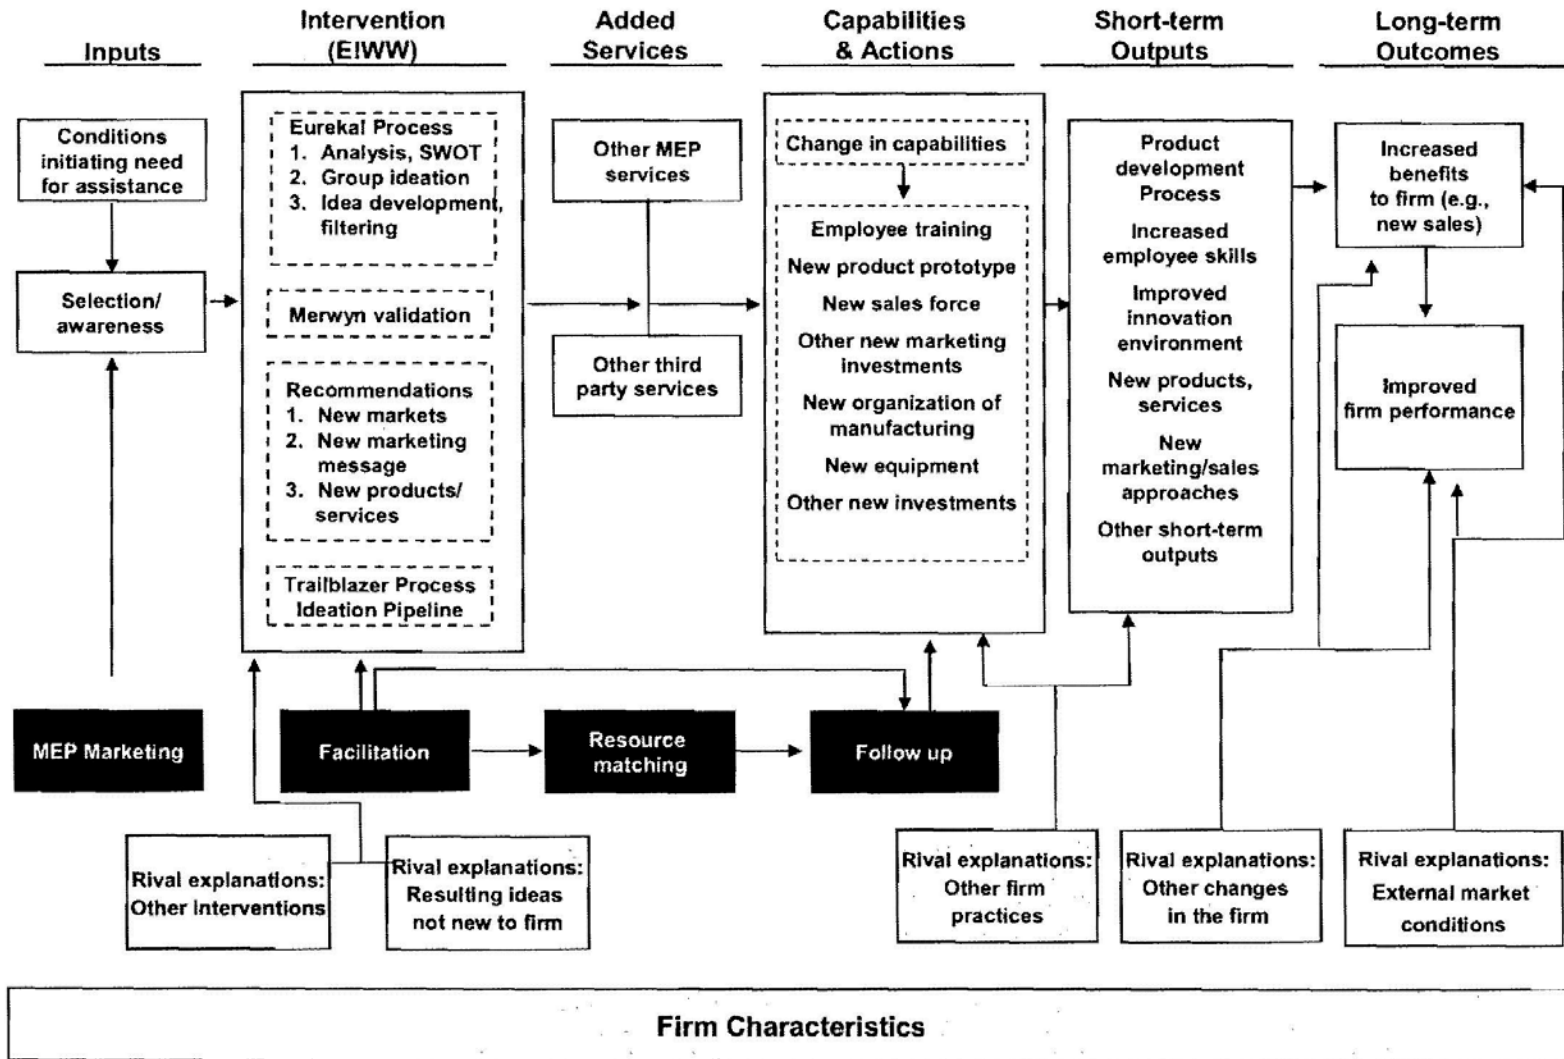 Inputs
Intervention
(E!WW)
Added
Services
Capabilities
& Actions
Short-term
Outputs
Long-term
Outcomes
Conditions
initiating need
for assistance
Selection/
awareness
MEP Marketing
Eureka! Process
1. Analysis, SWOT
2. Group ideation
3. Idea development,
filtering
Merwyn validation
Recommendations
1. New markets
2. New marketing
message
3. New products/
services
Trailblazer Process
Ideation Pipeline
Other MEP
services
Other third
party services
Change in capabilities
Employee training
New product prototype
New sales force
Other new marketing
investments
New organization of
manufacturing
New equipment
Other new investments
Product
development
Process
Increased
employee skills
Improved
innovation
environment
New products,
services
New
marketing/sales
approaches
Other short-term
outputs
Increased
benefits
to firm (e.g.,
new sales)
Improved
firm performance
Facilitation
Resource
matching
Follow up
Rival explanations:
Other Interventions
Rival explanations:
Resulting ideas
not new to firm
Rival explanations:
Other firm
practices
Rival explanations:
Other changes
in the firm
Rival explanations:
External market
conditions
Firm Characteristics